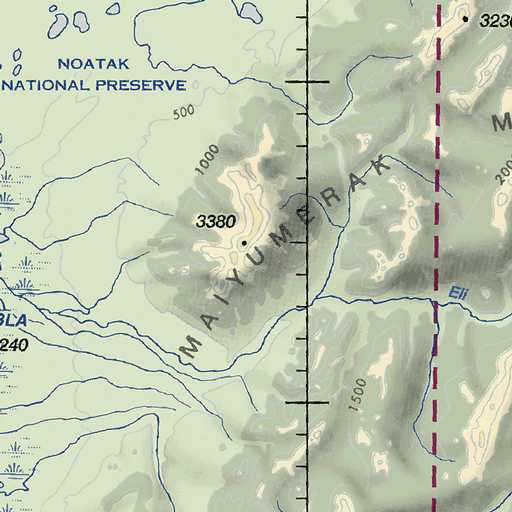 3230
NOATAK
NATIONAL PRESERVE
500
M
1000
200
3380
MAIYUMERAK
Eli
BLA
240
1500